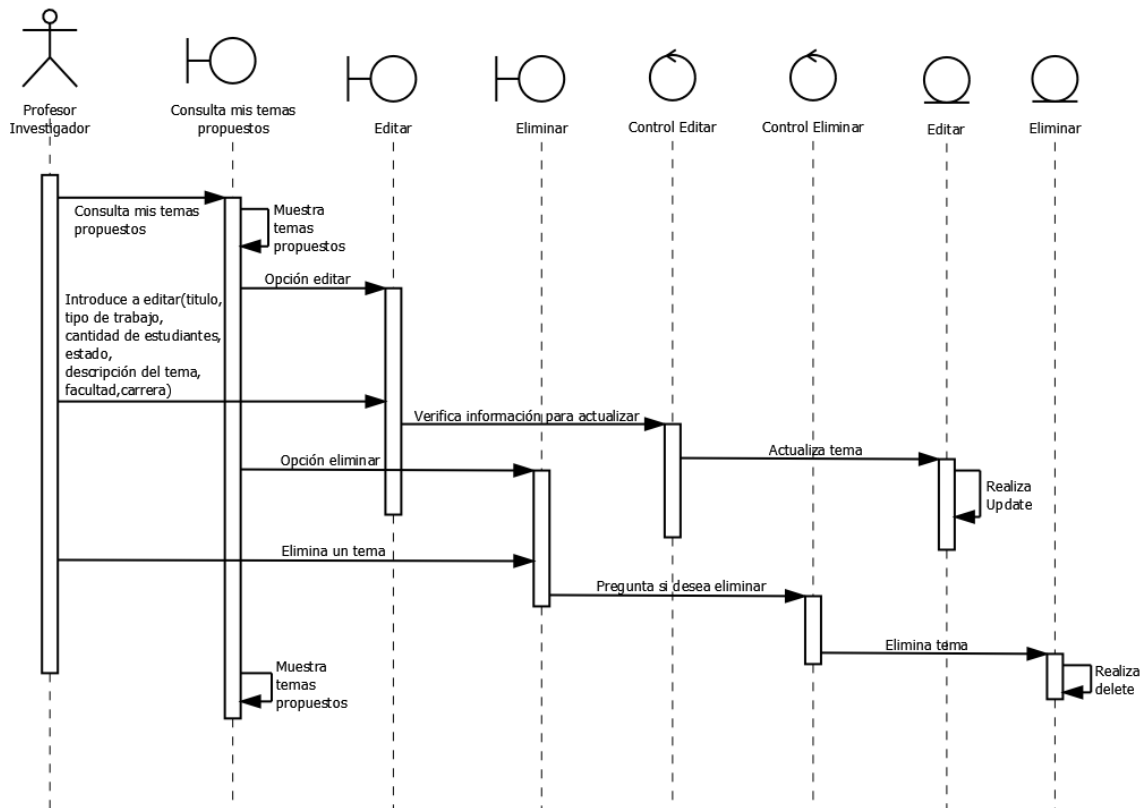 Profesor
Investigador
Consulta mis temas
propuestos
Editar
Eliminar
Control Editar
Control Eliminar
Editar
Eliminar
Consulta mis temas
propuestos
Muestra
temas
propuestos
Opción editar
Introduce a editar(titulo,
tipo de trabajo,
cantidad de estudiantes,
estado,
descripción del tema,
facultad,carrera)
Verifica información para actualizar
Actualiza tema
Opción eliminar
Realiza
Update
Elimina un tema
Pregunta si desea eliminar
Elimina tema
Muestra
temas
propuestos
Realiza
delete